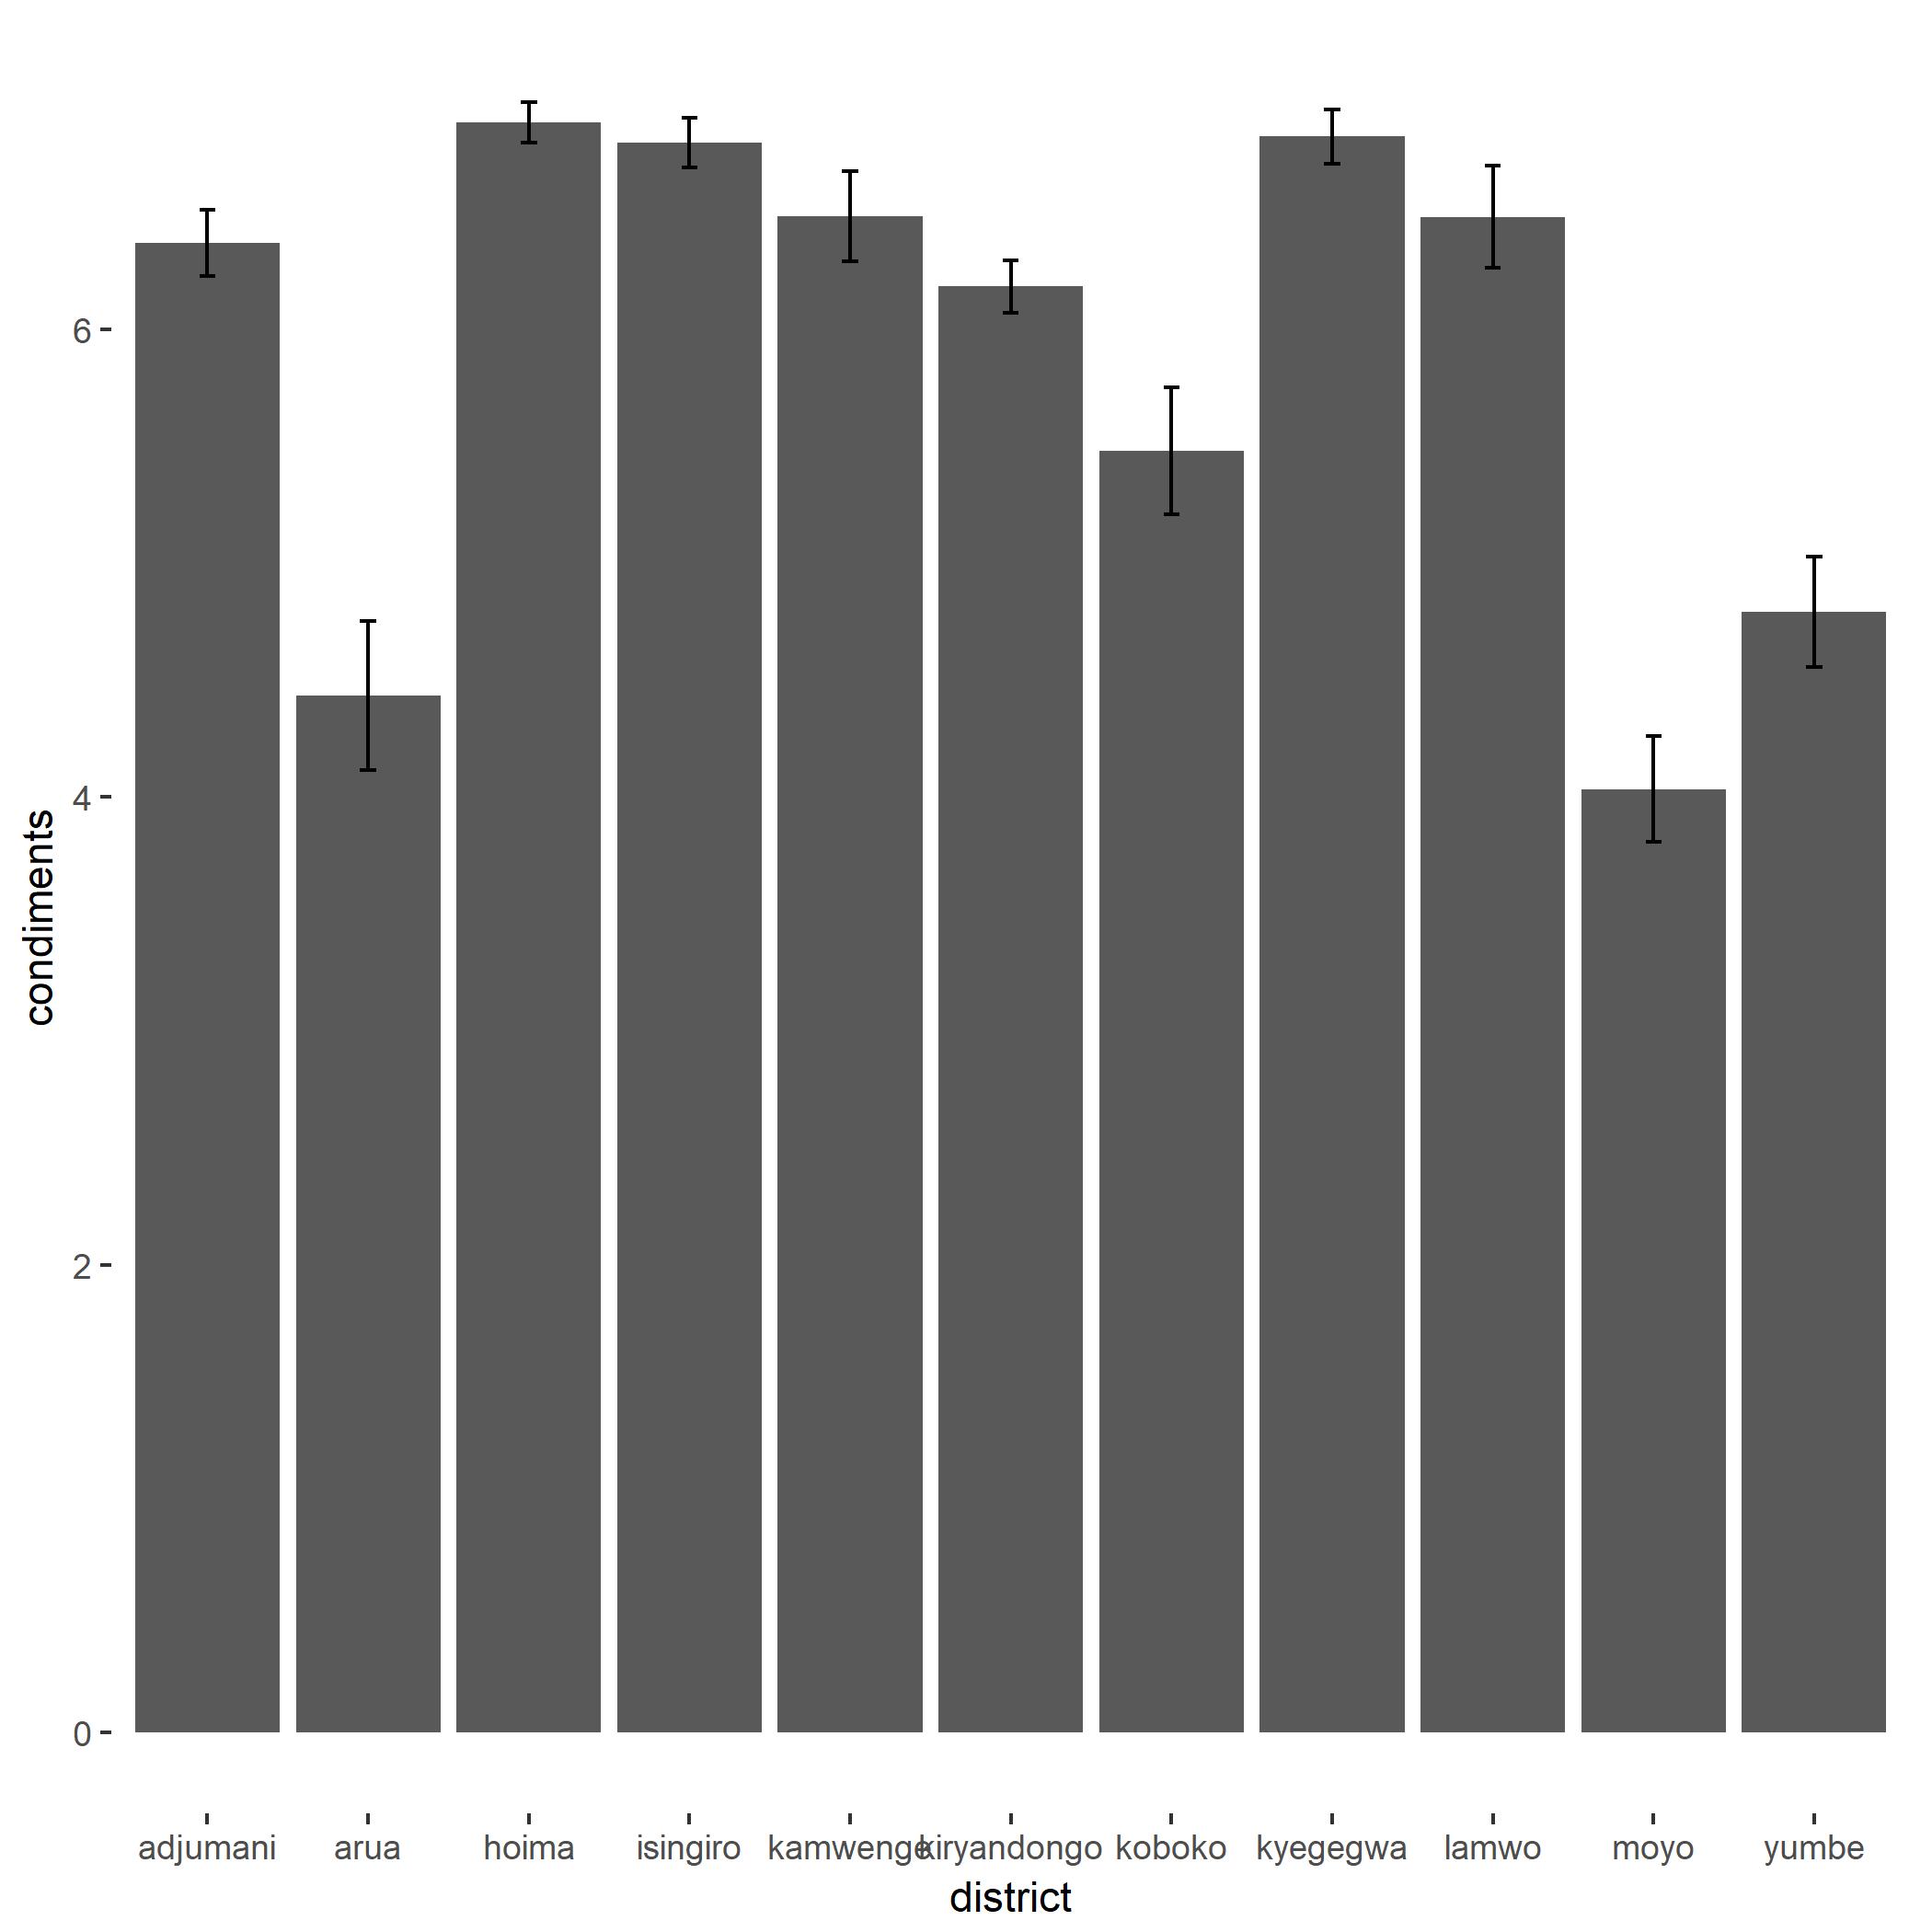 condiments
6
4
2
0
adjumani arua hoima isingiro kamwenge kiryandongo koboko kyegegwa lamwo moyo yumbe
district